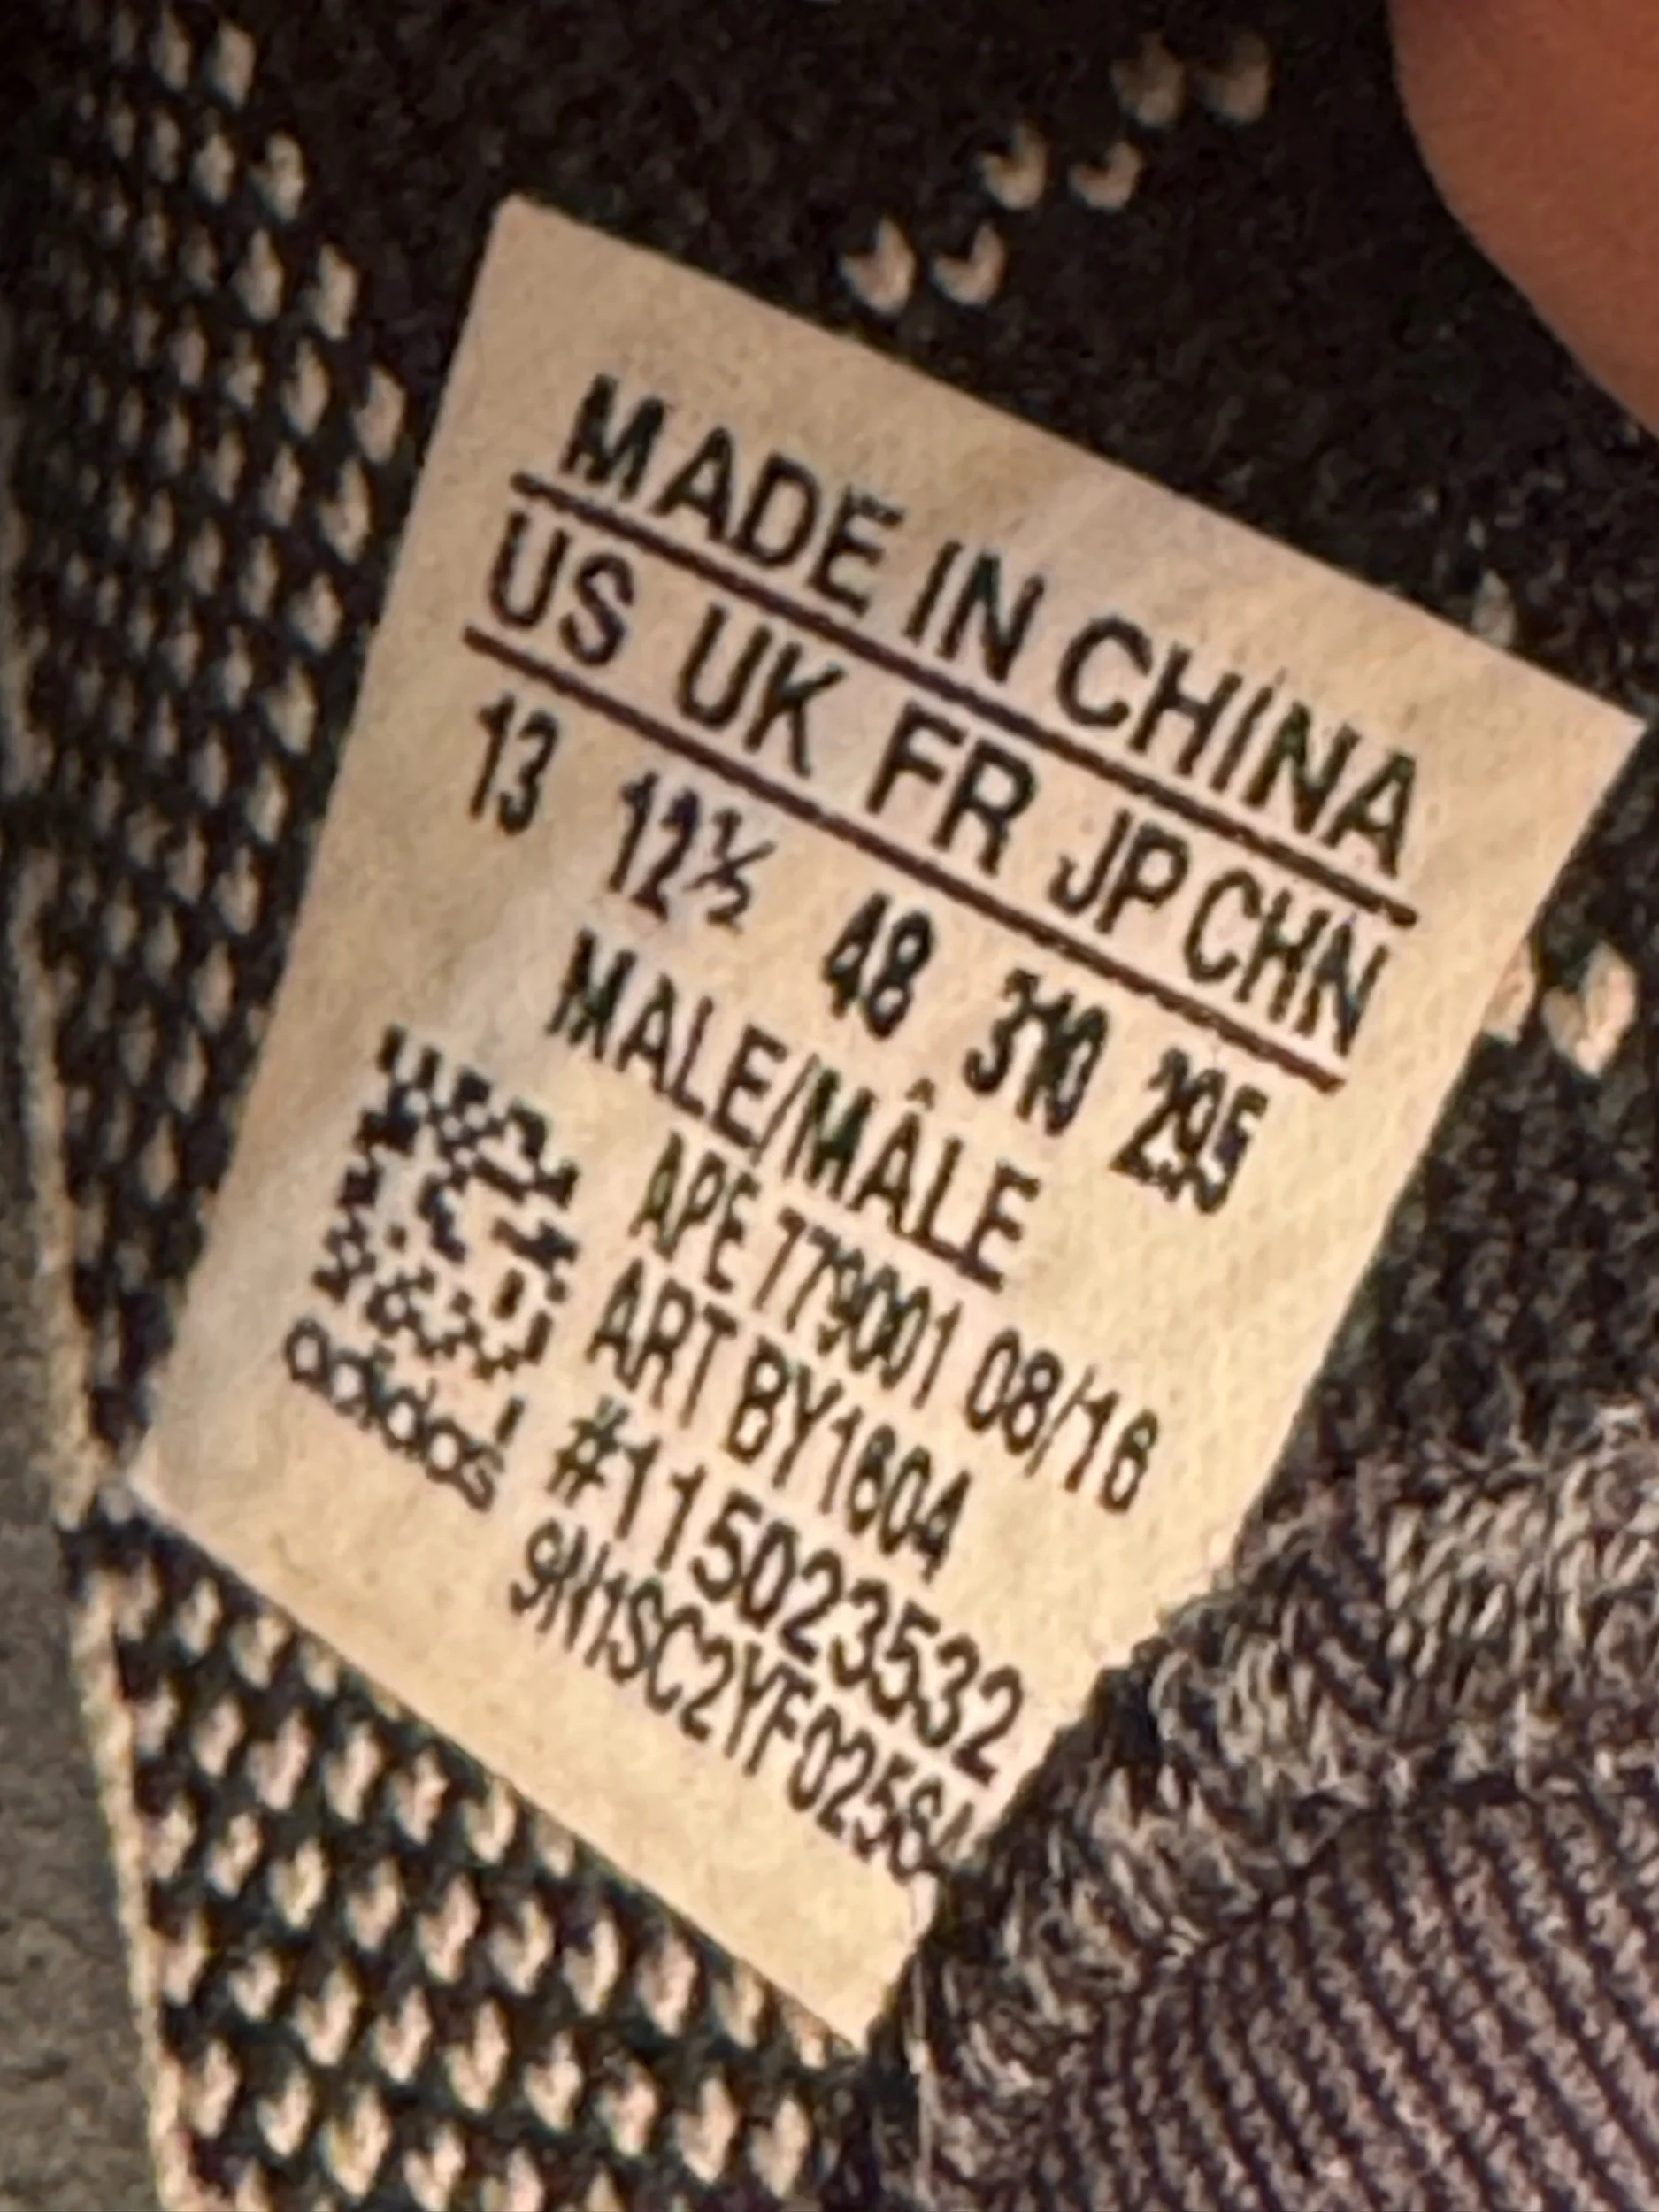 MADE IN CHINA
US UK FR JP CHN
13 12½ 48 310 295
MALE/MÂLE
APE 779001 08/16
ART BY1604
#115023532
adidas